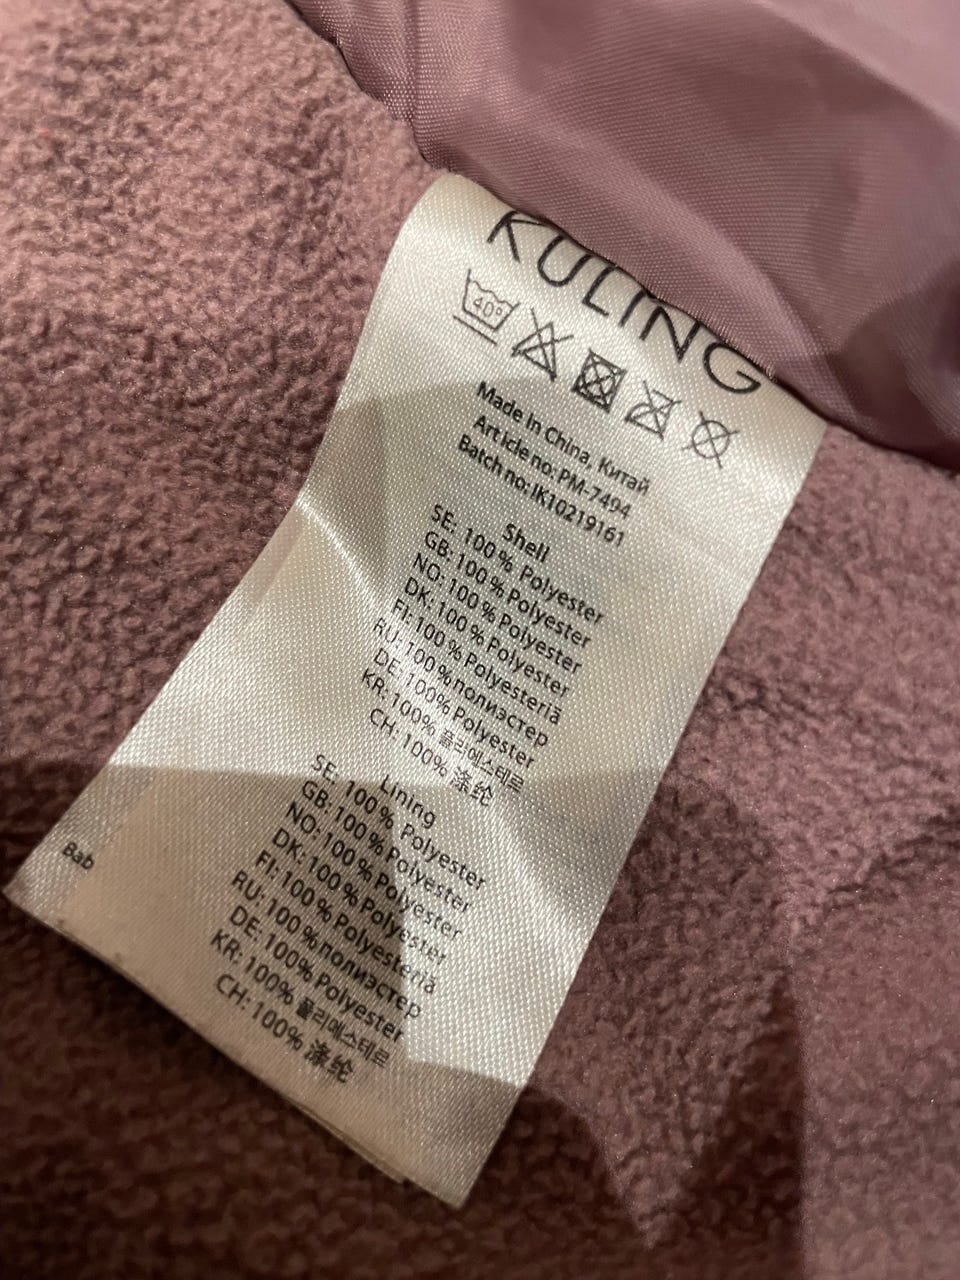 KULING
40°
Made in China, Китай
Article no: PM-7494
Batch no: IK10219161
Shell
SE: 100% Polyester
GB: 100% Polyester
NO: 100% Polyester
DK: 100% Polyester
FI: 100% Polyesteriä
RU: 100% полиэстер
DE: 100% Polyester
KR: 100% 폴리에스테르
CH: 100% 涤纶
Lining
SE: 100% Polyester
GB: 100% Polyester
NO: 100% Polyester
DK: 100% Polyester
FI: 100% Polyesteriä
RU: 100% полиэстер
DE: 100% Polyester
KR: 100% 폴리에스테르
CH: 100% 涤纶
Bab